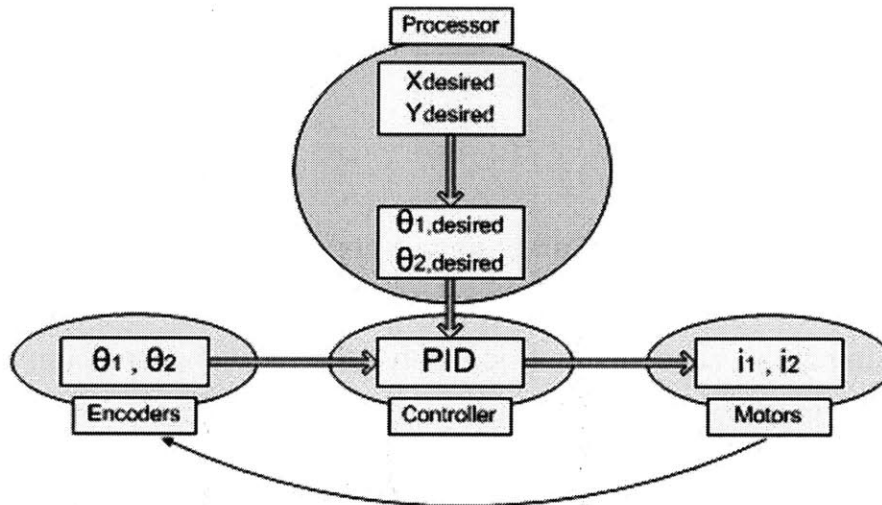 Processor
Xdesired
Ydesired
θ1,desired
θ2,desired
θ1 , θ2
PID
i1 , i2
Encoders
Controller
Motors